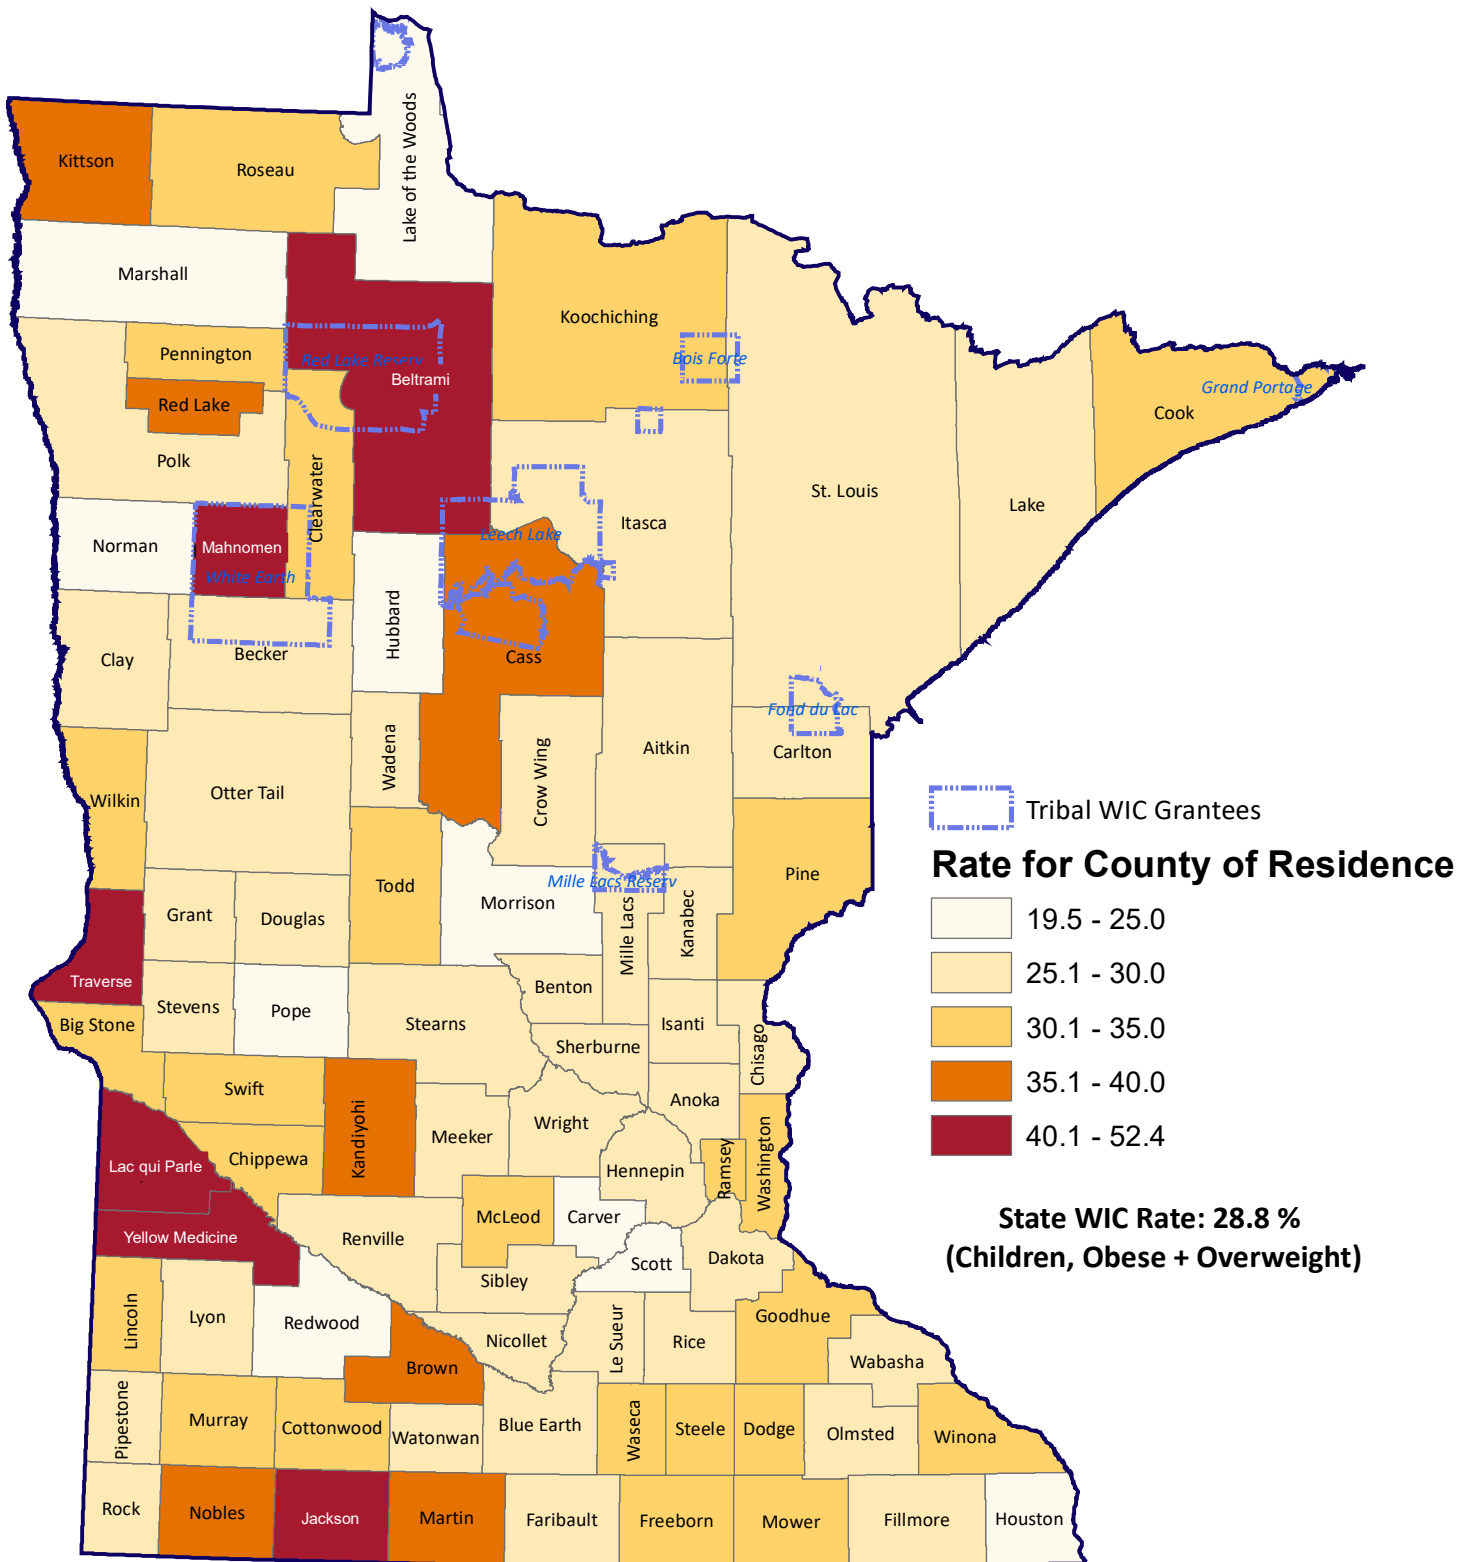 Kittson
Roseau
Lake of the Woods
Marshall
Koochiching
Pennington
Red Lake Reserv
Beltrami
Bois Forte
Grand Portage
Cook
Red Lake
Polk
Clearwater
St. Louis
Lake
Itasca
Leech Lake
Norman
Mahnomen
White Earth
Hubbard
Cass
Clay
Becker
Fond du Lac
Carlton
Wadena
Crow Wing
Aitkin
Otter Tail
Wilkin
Tribal WIC Grantees
Rate for County of Residence
Todd
Mille Lacs Reserv
Pine
Morrison
Mille Lacs
Kanabec
Grant
Douglas
19.5 - 25.0
25.1 - 30.0
30.1 - 35.0
35.1 - 40.0
40.1 - 52.4
Traverse
Benton
Stevens
Pope
Big Stone
Stearns
Isanti
Sherburne
Chisago
Swift
Anoka
Kandiyohi
Wright
Meeker
Chippewa
Lac qui Parle
Hennepin
Ramsey
Washington
McLeod
Carver
State WIC Rate: 28.8 %
(Children, Obese + Overweight)
Yellow Medicine
Renville
Scott
Dakota
Sibley
Lincoln
Lyon
Redwood
Nicollet
Le Sueur
Rice
Goodhue
Brown
Wabasha
Pipestone
Murray
Cottonwood
Watonwan
Blue Earth
Waseca
Steele
Dodge
Olmsted
Winona
Rock
Nobles
Jackson
Martin
Faribault
Freeborn
Mower
Fillmore
Houston